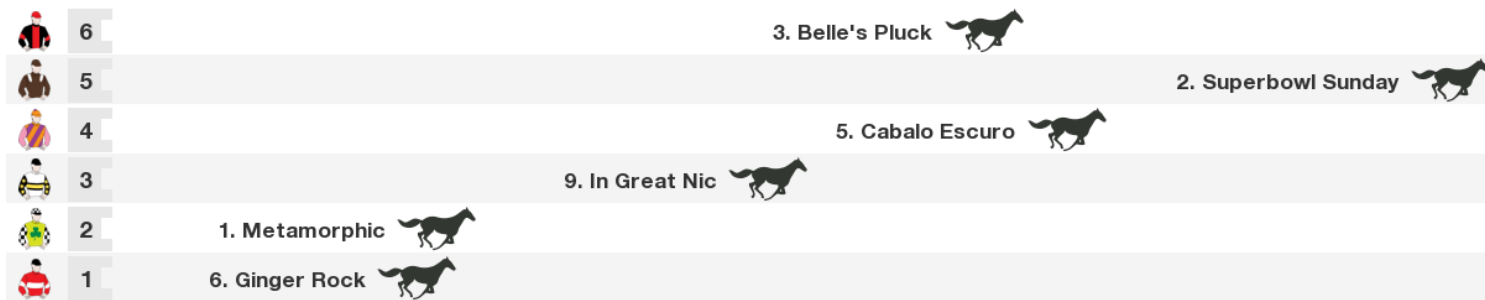 6 3. Belle's Pluck
5 2. Superbowl Sunday
4 5. Cabalo Escuro
3 9. In Great Nic
2 1. Metamorphic
1 6. Ginger Rock